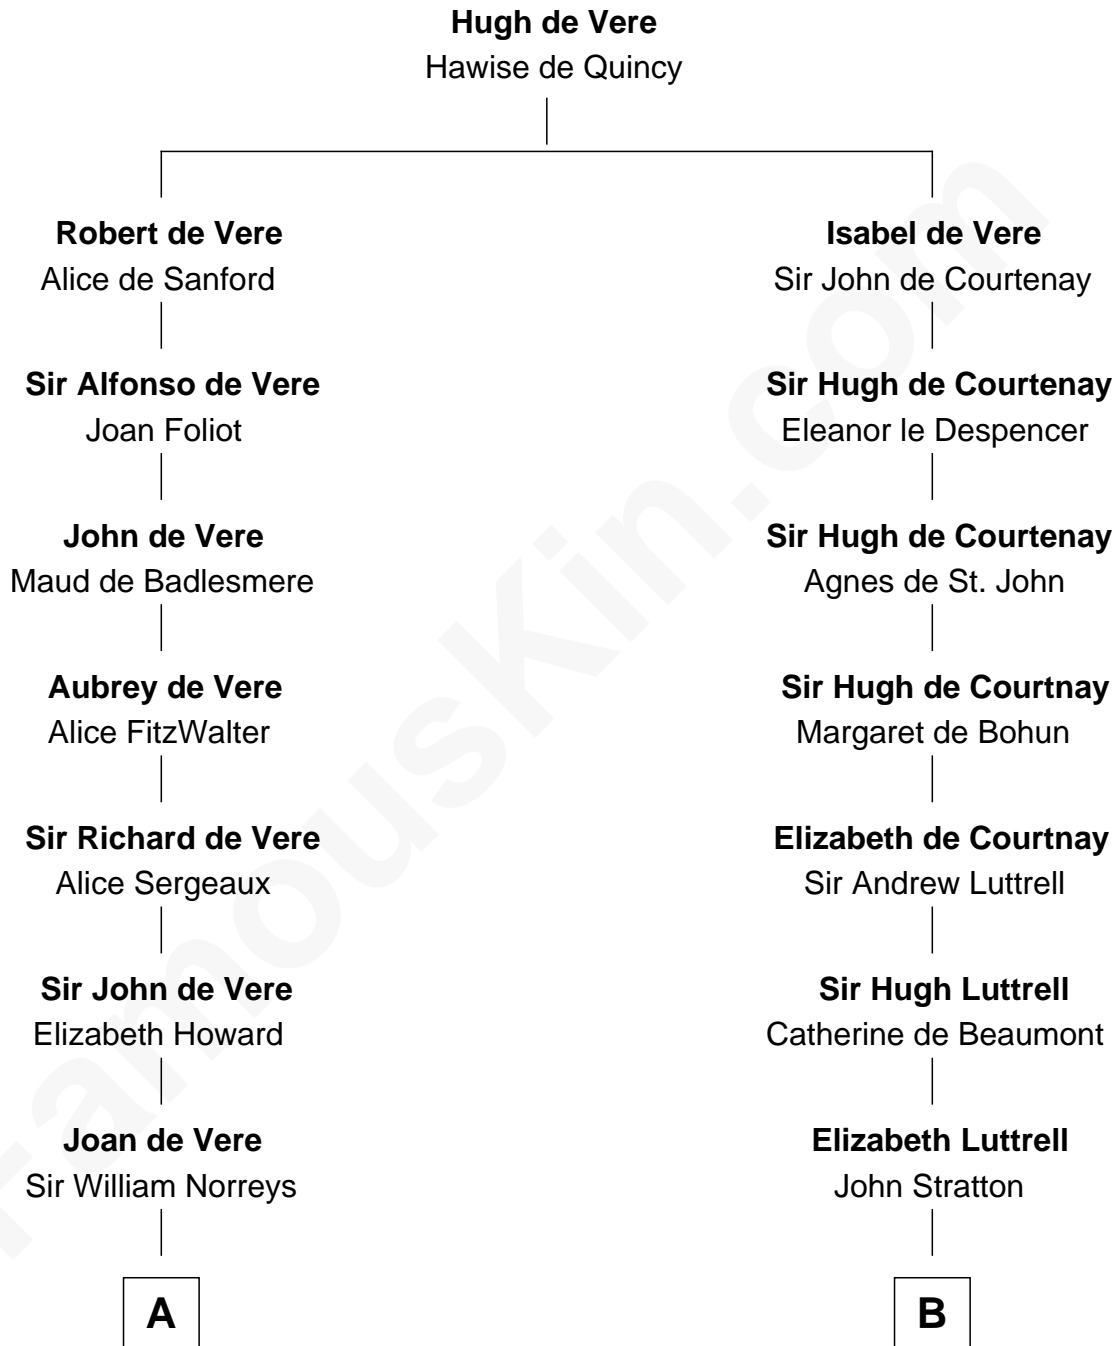 Hugh de Vere
Hawise de Quincy
Robert de Vere
Alice de Sanford
Isabel de Vere
Sir John de Courtenay
Sir Alfonso de Vere
Joan Foliot
Sir Hugh de Courtenay
Eleanor le Despencer
John de Vere
Maud de Badlesmere
Sir Hugh de Courtenay
Agnes de St. John
Aubrey de Vere
Alice FitzWalter
Sir Hugh de Courtnay
Margaret de Bohun
Sir Richard de Vere
Alice Sergeaux
Elizabeth de Courtnay
Sir Andrew Luttrell
Sir John de Vere
Elizabeth Howard
Sir Hugh Luttrell
Catherine de Beaumont
Joan de Vere
Sir William Norreys
Elizabeth Luttrell
John Stratton
A
B
FamousKin.com